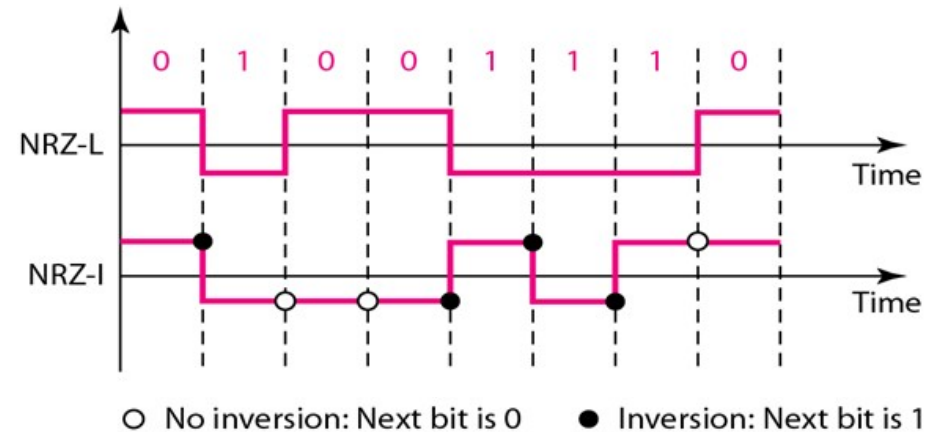 0 1 0 0 1 1 1 0
NRZ-L
Time
NRZ-I
Time
No inversion: Next bit is 0
Inversion: Next bit is 1